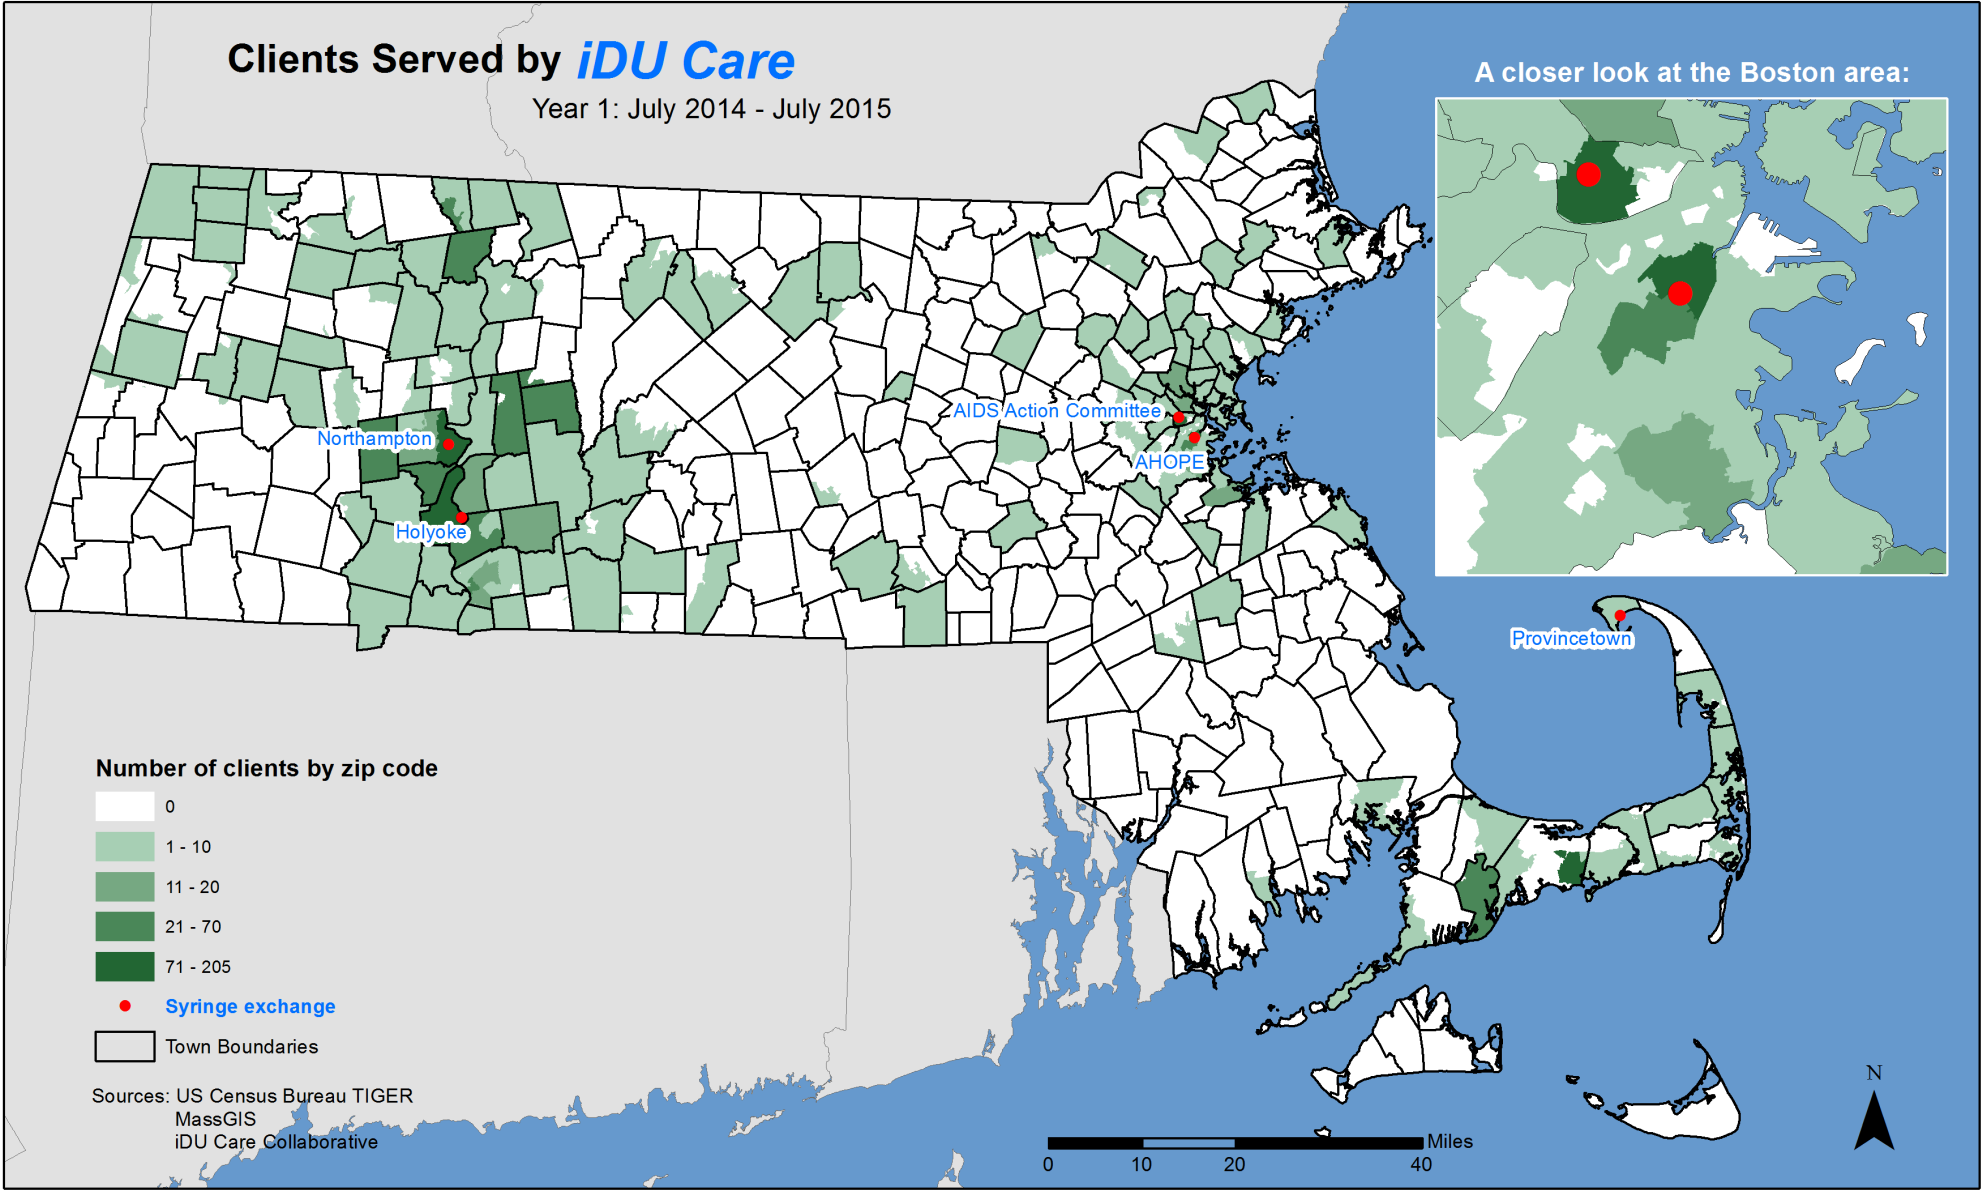 Clients Served by iDU Care
Year 1: July 2014 - July 2015
A closer look at the Boston area:
AIDS Action Committee
Northampton
AHOPE
Holyoke
Provincetown
Number of clients by zip code
0
1 - 10
11 - 20
21 - 70
71 - 205
Syringe exchange
Town Boundaries
Sources: US Census Bureau TIGER
MassGIS
iDU Care Collaborative
N
Miles
0 10 20 40